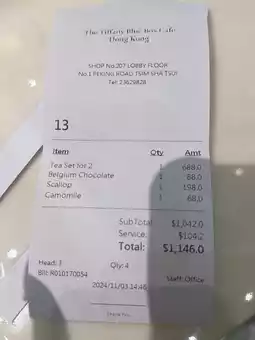 The Tiffany Blue Box Cafe
Hong Kong
SHOP No.207 LOBBY FLOOR
No.1 PEKING ROAD TSIM SHA TSUI
Tel: 23629828
13
Item Qty Amt
Tea Set for 2 1 688.0
Belgium Chocolate 1 88.0
Scallop 1 198.0
Camomile 1 68.0
SubTotal $1,042.0
Service. $104.2
Total: $1,146.0
Head: Qty:4
Bill: R010170054 Staff: Office
2024/11/03 14:46
Thank You